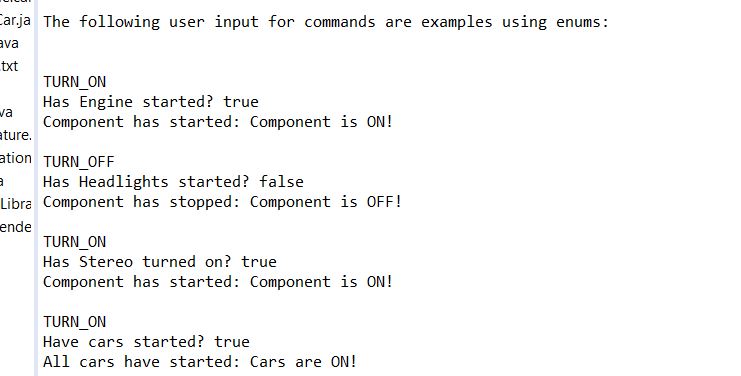 Car.ja
ava
.txt
va
ature.
ation
a
Libra
ende
The following user input for commands are examples using enums:
TURN_ON
Has Engine started? true
Component has started: Component is ON!
TURN_OFF
Has Headlights started? false
Component has stopped: Component is OFF!
TURN_ON
Has Stereo turned on? true
Component has started: Component is ON!
TURN_ON
Have cars started? true
All cars have started: Cars are ON!